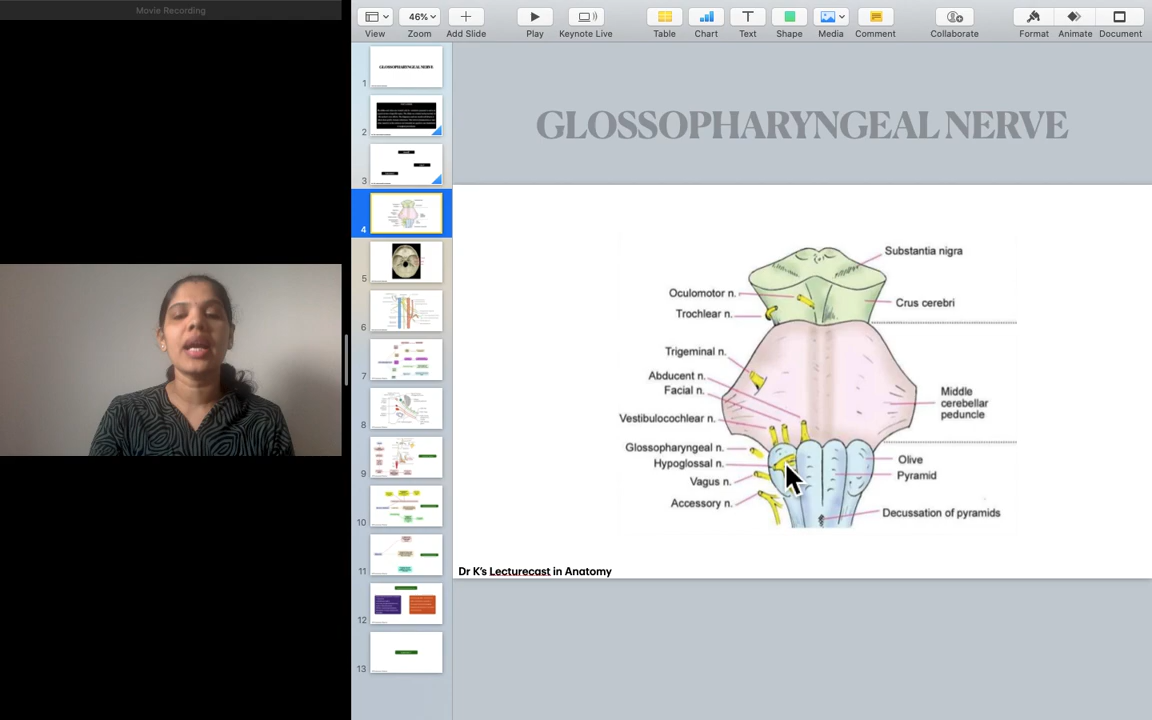 Movie Recording
View
46%
Zoom
Add Slide
Play
Keynote Live
Table
Chart
Text
Shape
Media
Comment
Collaborate
Format
Animate
Document
GLOSSOPHARYNGEAL NERVE
1
2
3
4
5
6
7
8
9
10
11
12
13
GLOSSOPHARYNGEAL NERVE
Substantia nigra
Oculomotor n.
Crus cerebri
Trochlear n.
Trigeminal n.
Abducent n.
Facial n.
Middle
cerebellar
peduncle
Vestibulocochlear n.
Glossopharyngeal n.
Hypoglossal n.
Olive
Pyramid
Vagus n.
Accessory n.
Decussation of pyramids
Dr K's Lecturecast in Anatomy